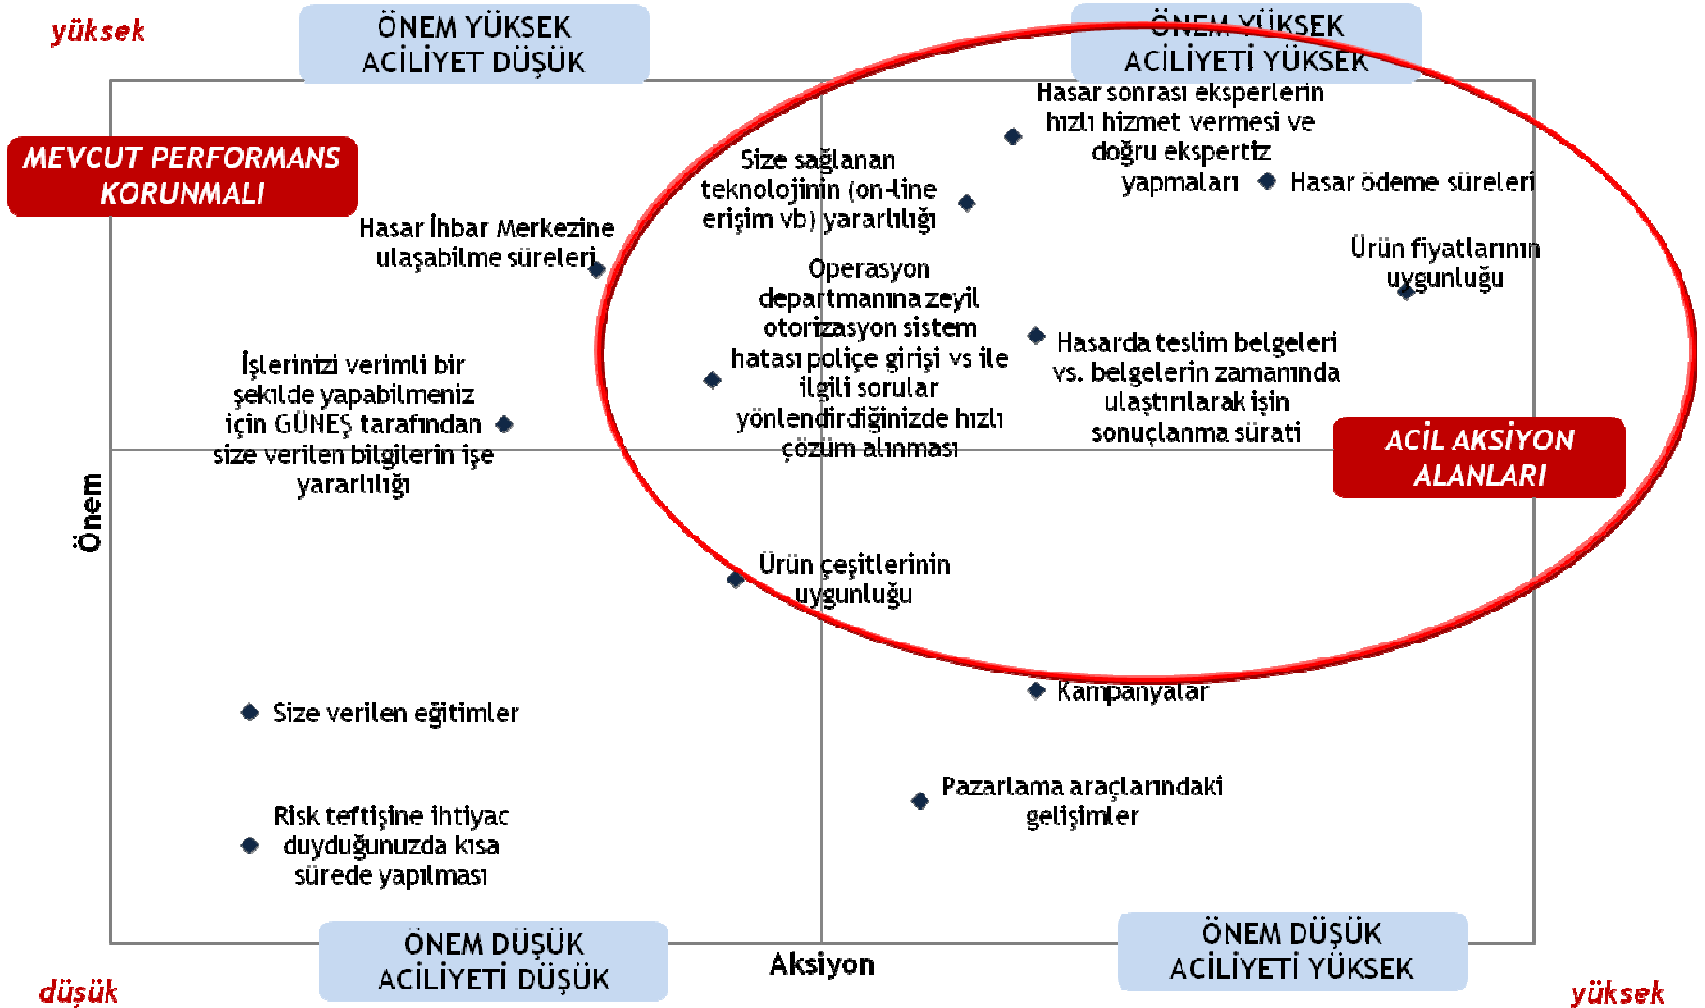 yüksek
ÖNEM YÜKSEK
ACİLİYET DÜŞÜK
ÖNEM YÜKSEK
ACİLİYETİ YÜKSEK
MEVCUT PERFORMANS
KORUNMALI
Hasar sonrası eksperlerin
hızlı hizmet vermesi ve
doğru ekspertiz
yapmaları
Hasar ödeme süreleri
Size sağlanan
teknolojinin (on-line
erişim vb) yararlılığı
Hasar İhbar Merkezine
ulaşabilme süreleri
Ürün fiyatlarının
uygunluğu
Operasyon
departmanına zeyil
otorizasyon sistem
hatası poliçe girişi vs ile
ilgili sorular
yönlendirdiğinizde hızlı
çözüm alınması
Hasarda teslim belgeleri
vs. belgelerin zamanında
ulaştırılarak işin
sonuçlanma sürati
İşlerinizi verimli bir
şekilde yapabilmeniz
için GÜNEŞ tarafından
size verilen bilgilerin işe
yararlılığı
ACİL AKSİYON
ALANLARI
Önem
Ürün çeşitlerinin
uygunluğu
Kampanyalar
Size verilen eğitimler
Pazarlama araçlarındaki
gelişimler
Risk teftişine ihtiyac
duyduğunuzda kısa
sürede yapılması
ÖNEM DÜŞÜK
ACİLİYETİ DÜŞÜK
Aksiyon
ÖNEM DÜŞÜK
ACİLİYETİ YÜKSEK
düşük
yüksek